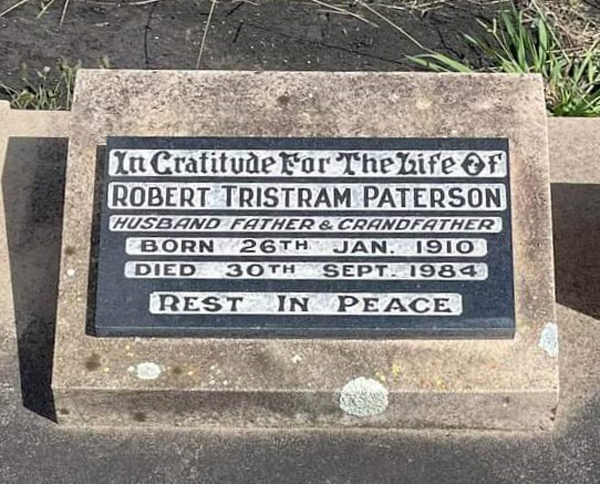 In Gratitude For The Life Of
ROBERT TRISTRAM PATERSON
HUSBAND FATHER & GRANDFATHER
BORN 26TH JAN. 1910
DIED 30TH SEPT. 1984
REST IN PEACE